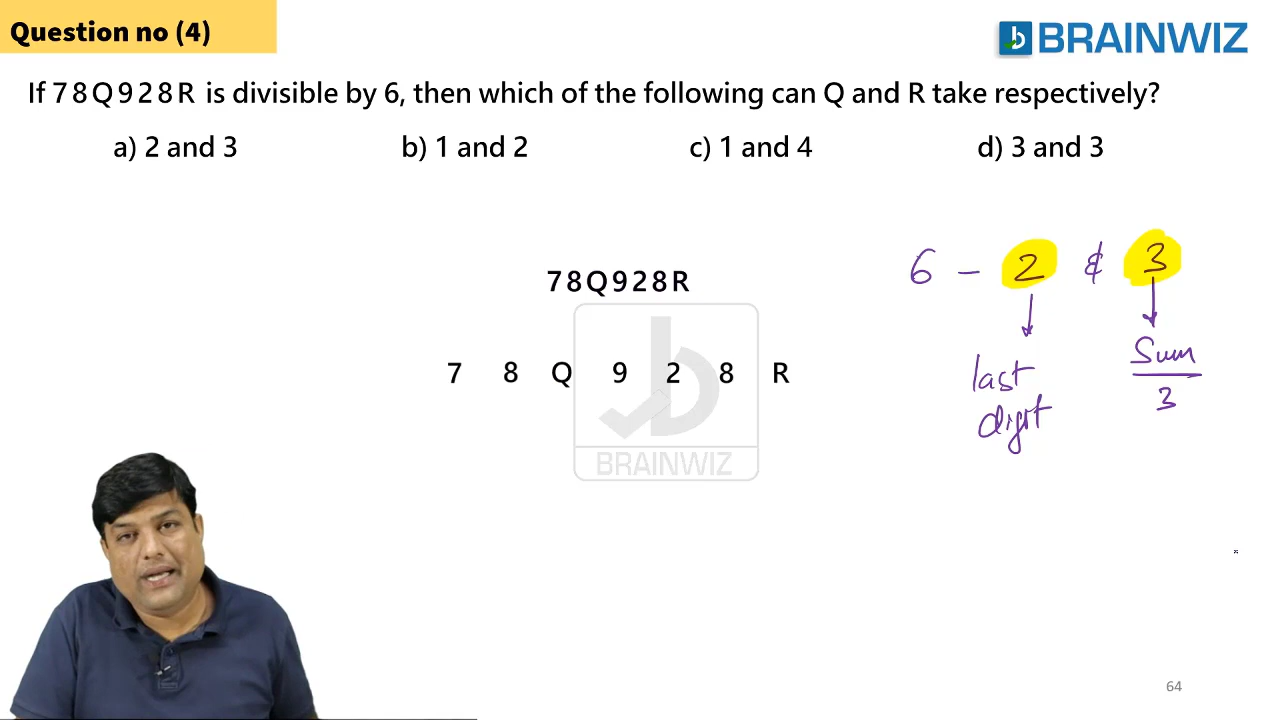 Question no (4)
BRAINWIZ
If 78Q928R is divisible by 6, then which of the following can Q and R take respectively?
a) 2 and 3 b) 1 and 2 c) 1 and 4 d) 3 and 3
6 - 2 & 3
78Q928R
last
digit
Sum
3
7 8 Q 9 2 8 R
BRAINWIZ
64